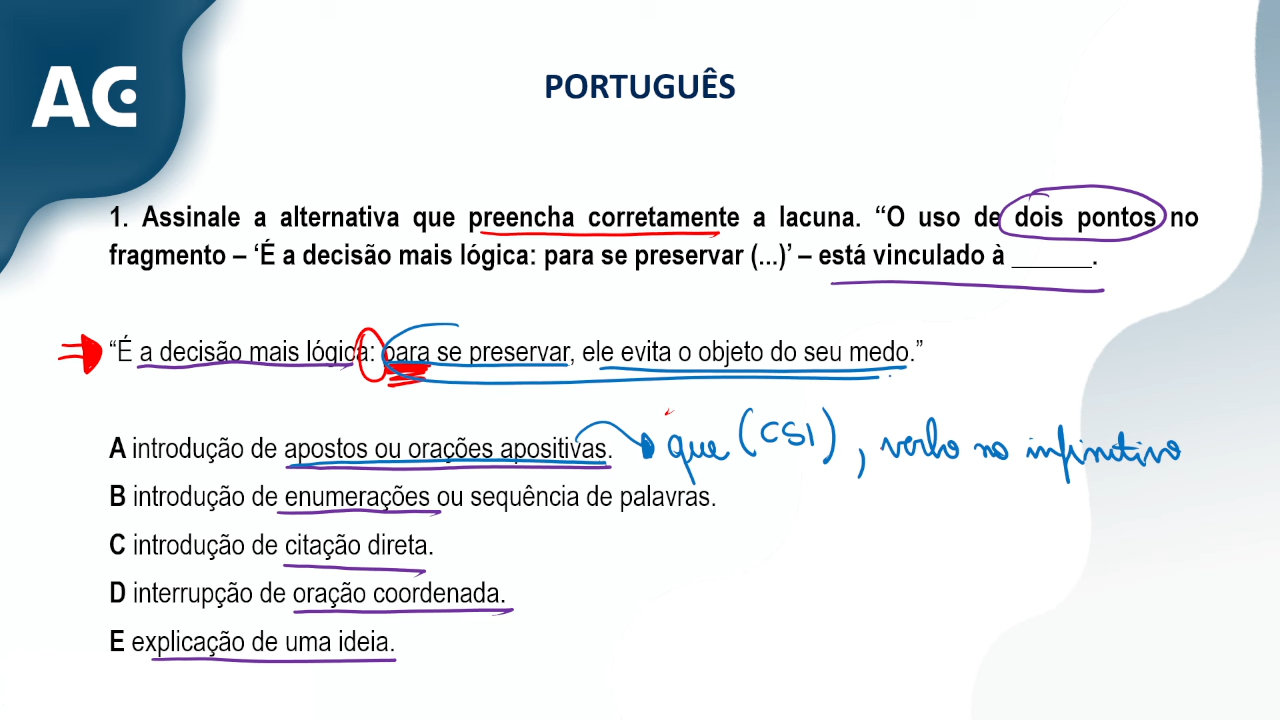 AC
PORTUGUÊS
1. Assinale a alternativa que preencha corretamente a lacuna. “O uso de dois pontos no
fragmento – ‘É a decisão mais lógica: para se preservar (...)’ – está vinculado à ______.
“É a decisão mais lógica: para se preservar, ele evita o objeto do seu medo.”
A introdução de apostos ou orações apositivas.
que (CSI), verbo no infinitivo
B introdução de enumerações ou sequência de palavras.
C introdução de citação direta.
D interrupção de oração coordenada.
E explicação de uma ideia.